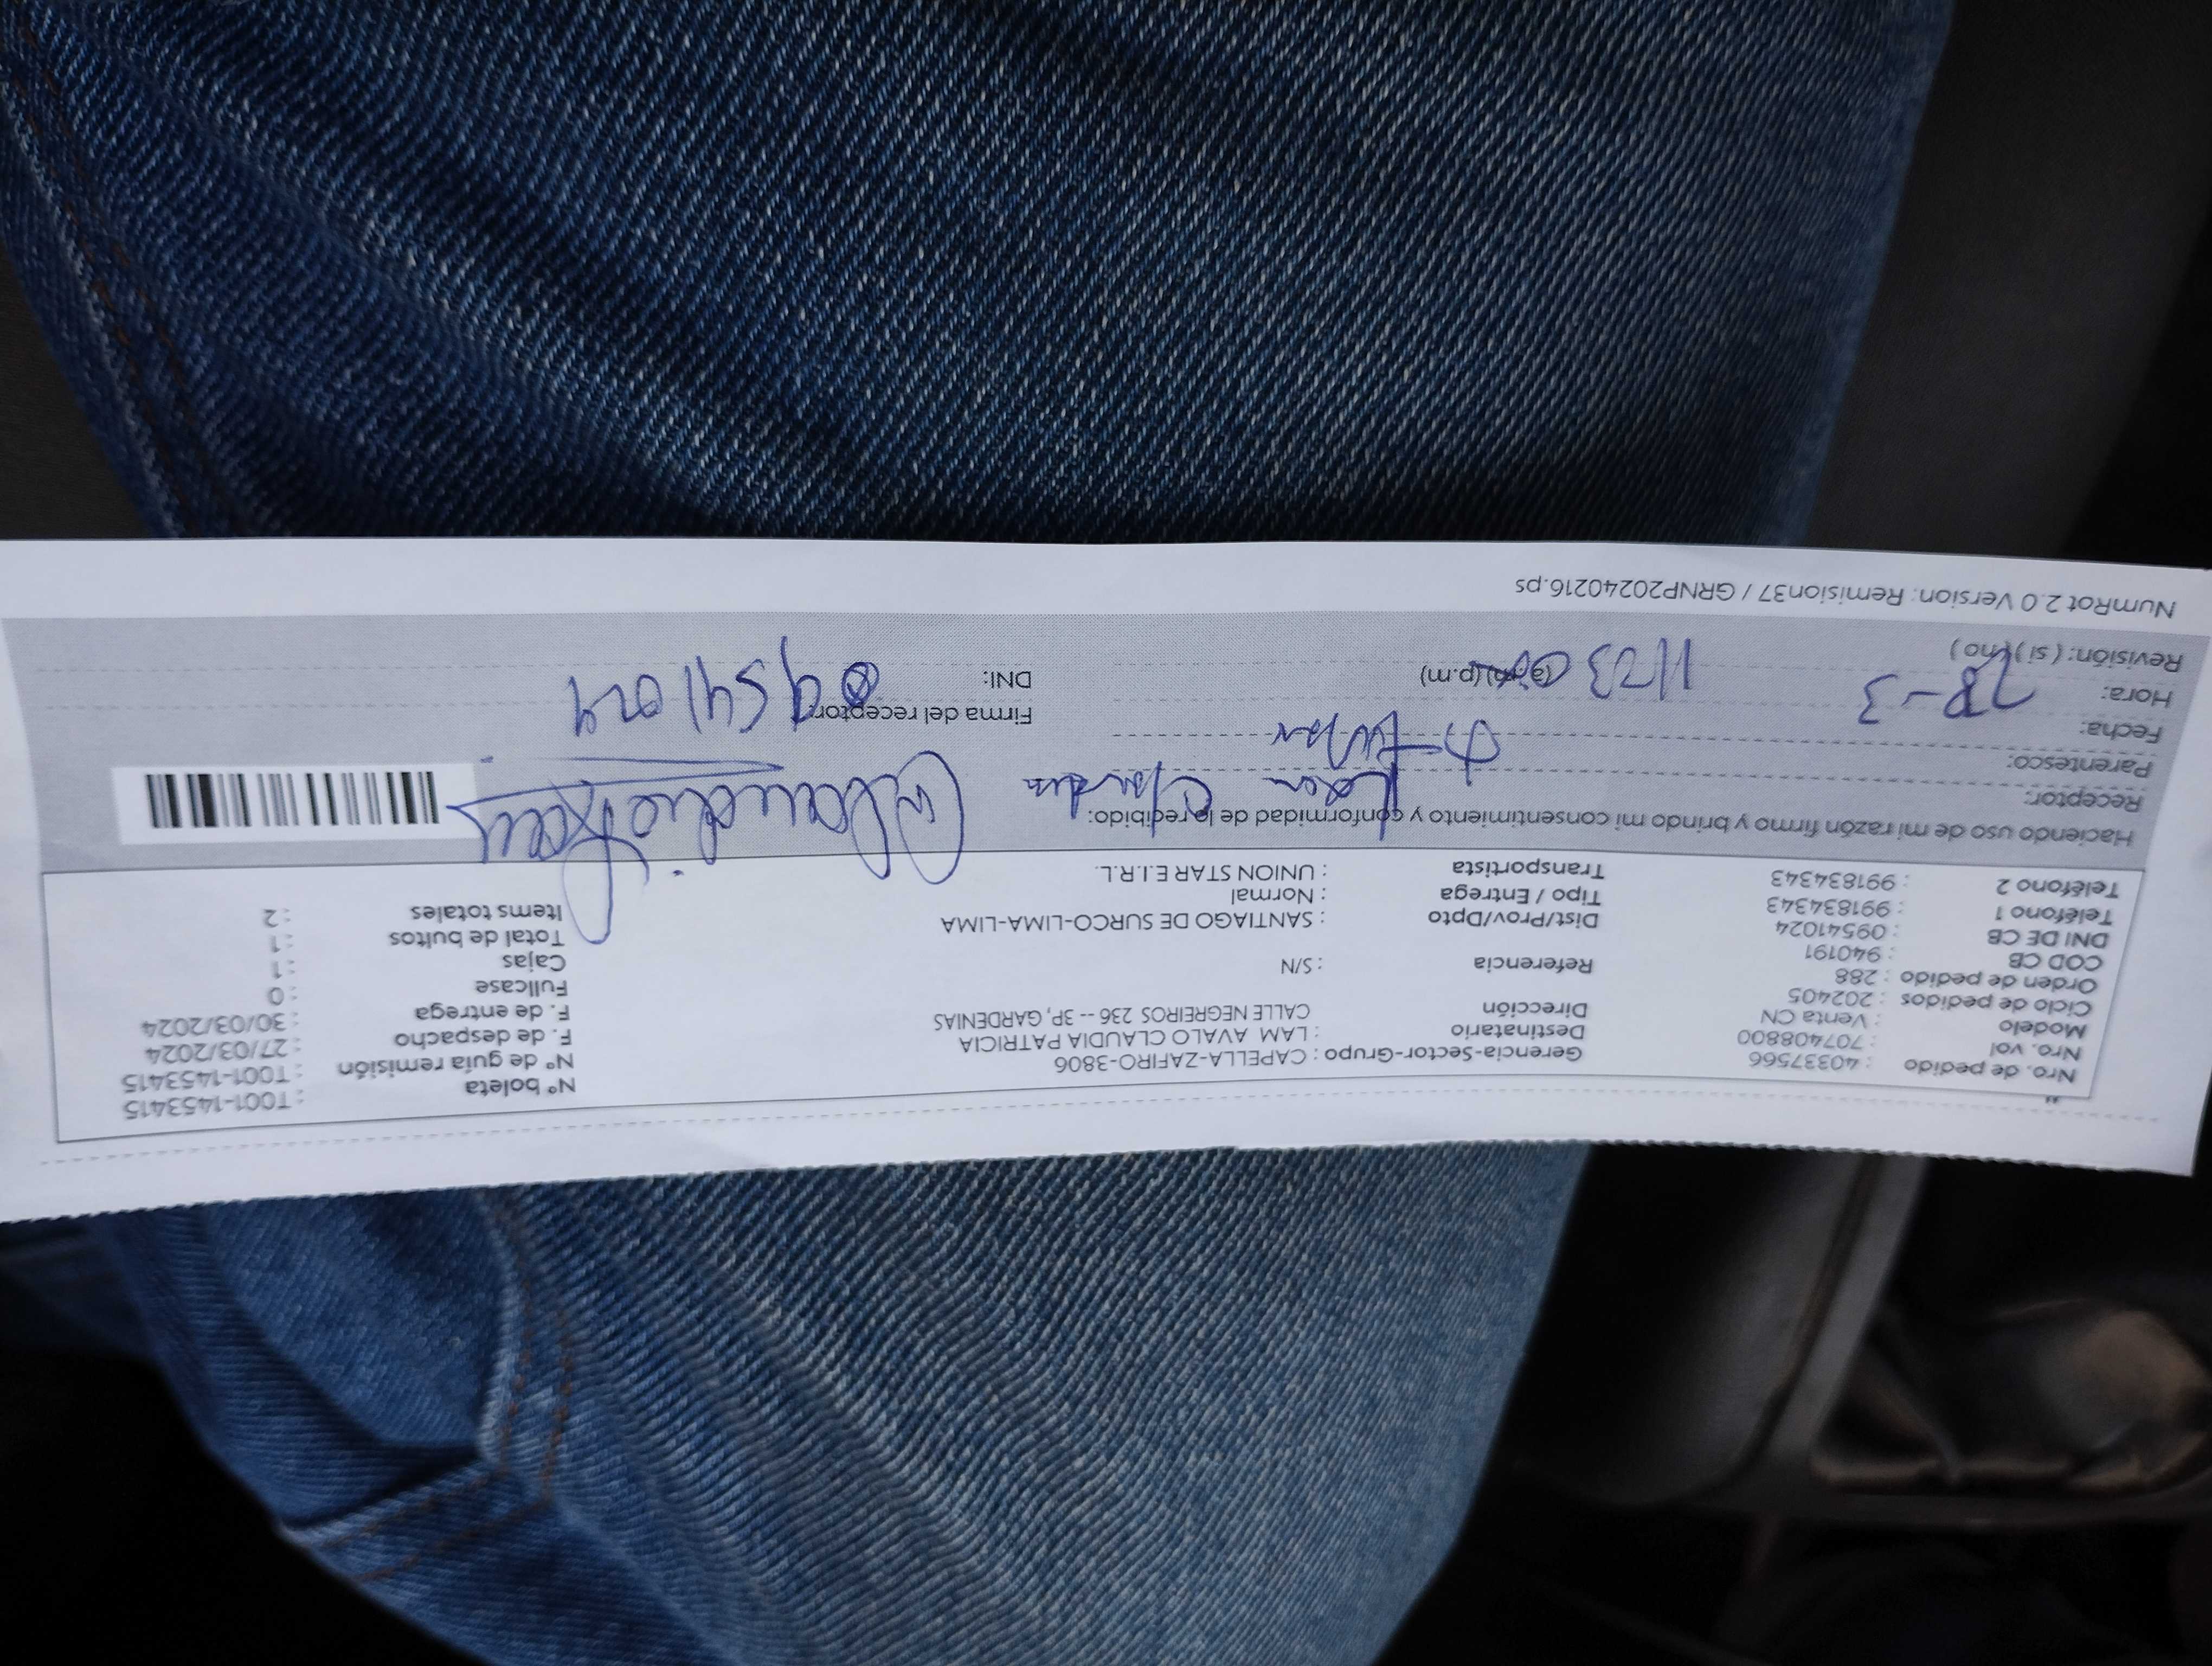 Nro. de pedido : 40337566
Nro. vol : 707408800
Modelo : Venta CN
Ciclo de pedidos : 202405
Orden de pedido : 288
COD CB : 940191
DNI DE CB : 09541024
Teléfono 1 : 991834343
Teléfono 2 : 991834343
Gerencia-Sector-Grupo : CAPELLA-ZAFIRO-3806
Destinatario : LAM AVALO CLAUDIA PATRICIA
Dirección CALLE NEGREIROS 236 -- 3P, GARDENIAS
Referencia : S/N
Dist/Prov/Dpto : SANTIAGO DE SURCO-LIMA-LIMA
Tipo / Entrega : Normal
Transportista : UNION STAR E.I.R.L.
Nº boleta : T001-1453415
Nº de guía remisión : T001-1453415
F. de despacho : 27/03/2024
F. de entrega : 30/03/2024
Fullcase : 0
Cajas : 1
Total de bultos : 1
Items totales : 2
Haciendo uso de mi razón firmo y brindo mi consentimiento y conformidad de lo recibido:
Receptor: Lam Claudia
Parentesco: Titular
Fecha:
Hora: (a.m) (p.m)
Revisión: ( si ) ( no )
Firma del receptor:
DNI: 09541024
NumRot 2.0 Version: Remision37 / GRNP20240216.ps